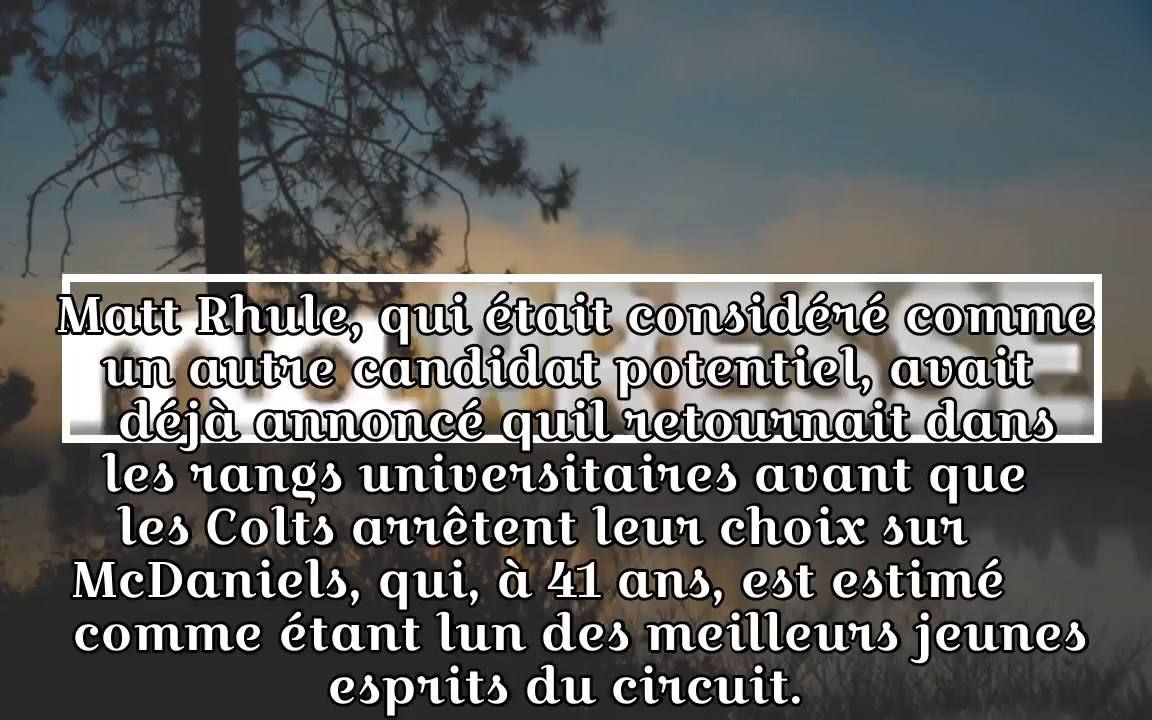 Matt Rhule, qui était considéré comme
un autre candidat potentiel, avait
déjà annoncé quil retournait dans
les rangs universitaires avant que
les Colts arrêtent leur choix sur
McDaniels, qui, à 41 ans, est estimé
comme étant lun des meilleurs jeunes
esprits du circuit.